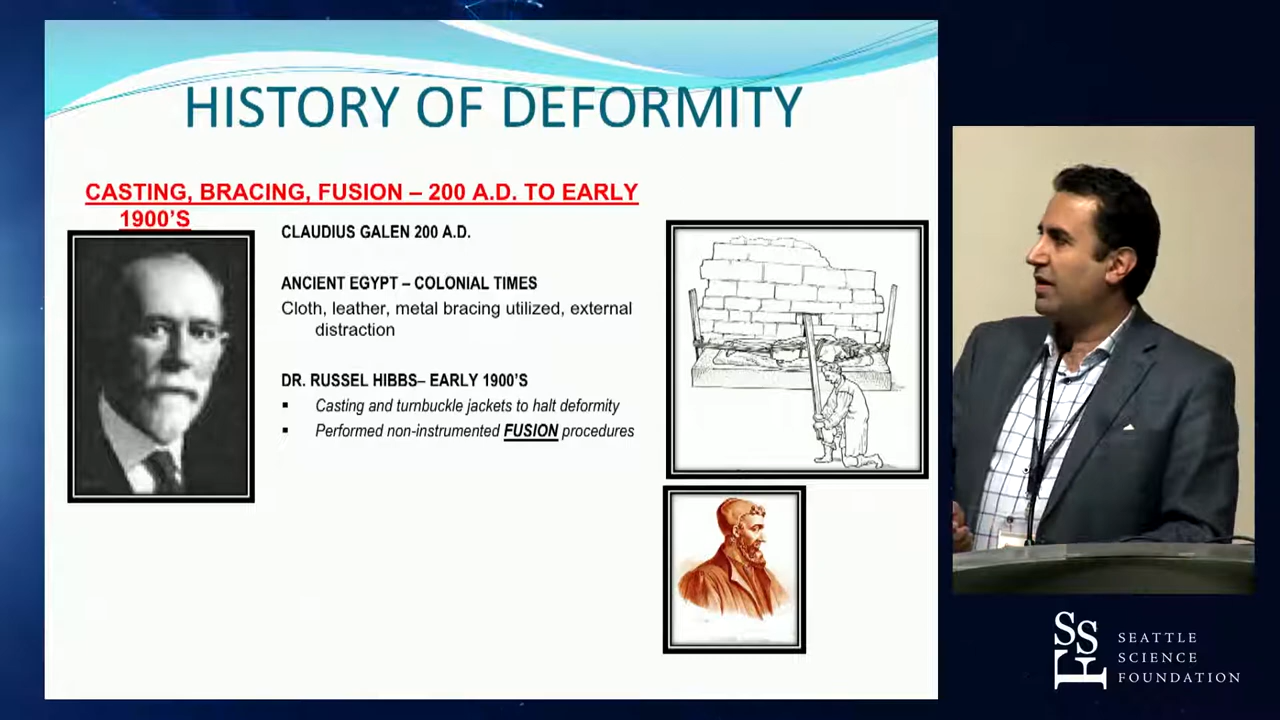 HISTORY OF DEFORMITY
CASTING, BRACING, FUSION – 200 A.D. TO EARLY
1900'S
CLAUDIUS GALEN 200 A.D.
ANCIENT EGYPT – COLONIAL TIMES
Cloth, leather, metal bracing utilized, external
distraction
DR. RUSSEL HIBBS– EARLY 1900'S
▪ Casting and turnbuckle jackets to halt deformity
▪ Performed non-instrumented FUSION procedures
SSF
SEATTLE
SCIENCE
FOUNDATION